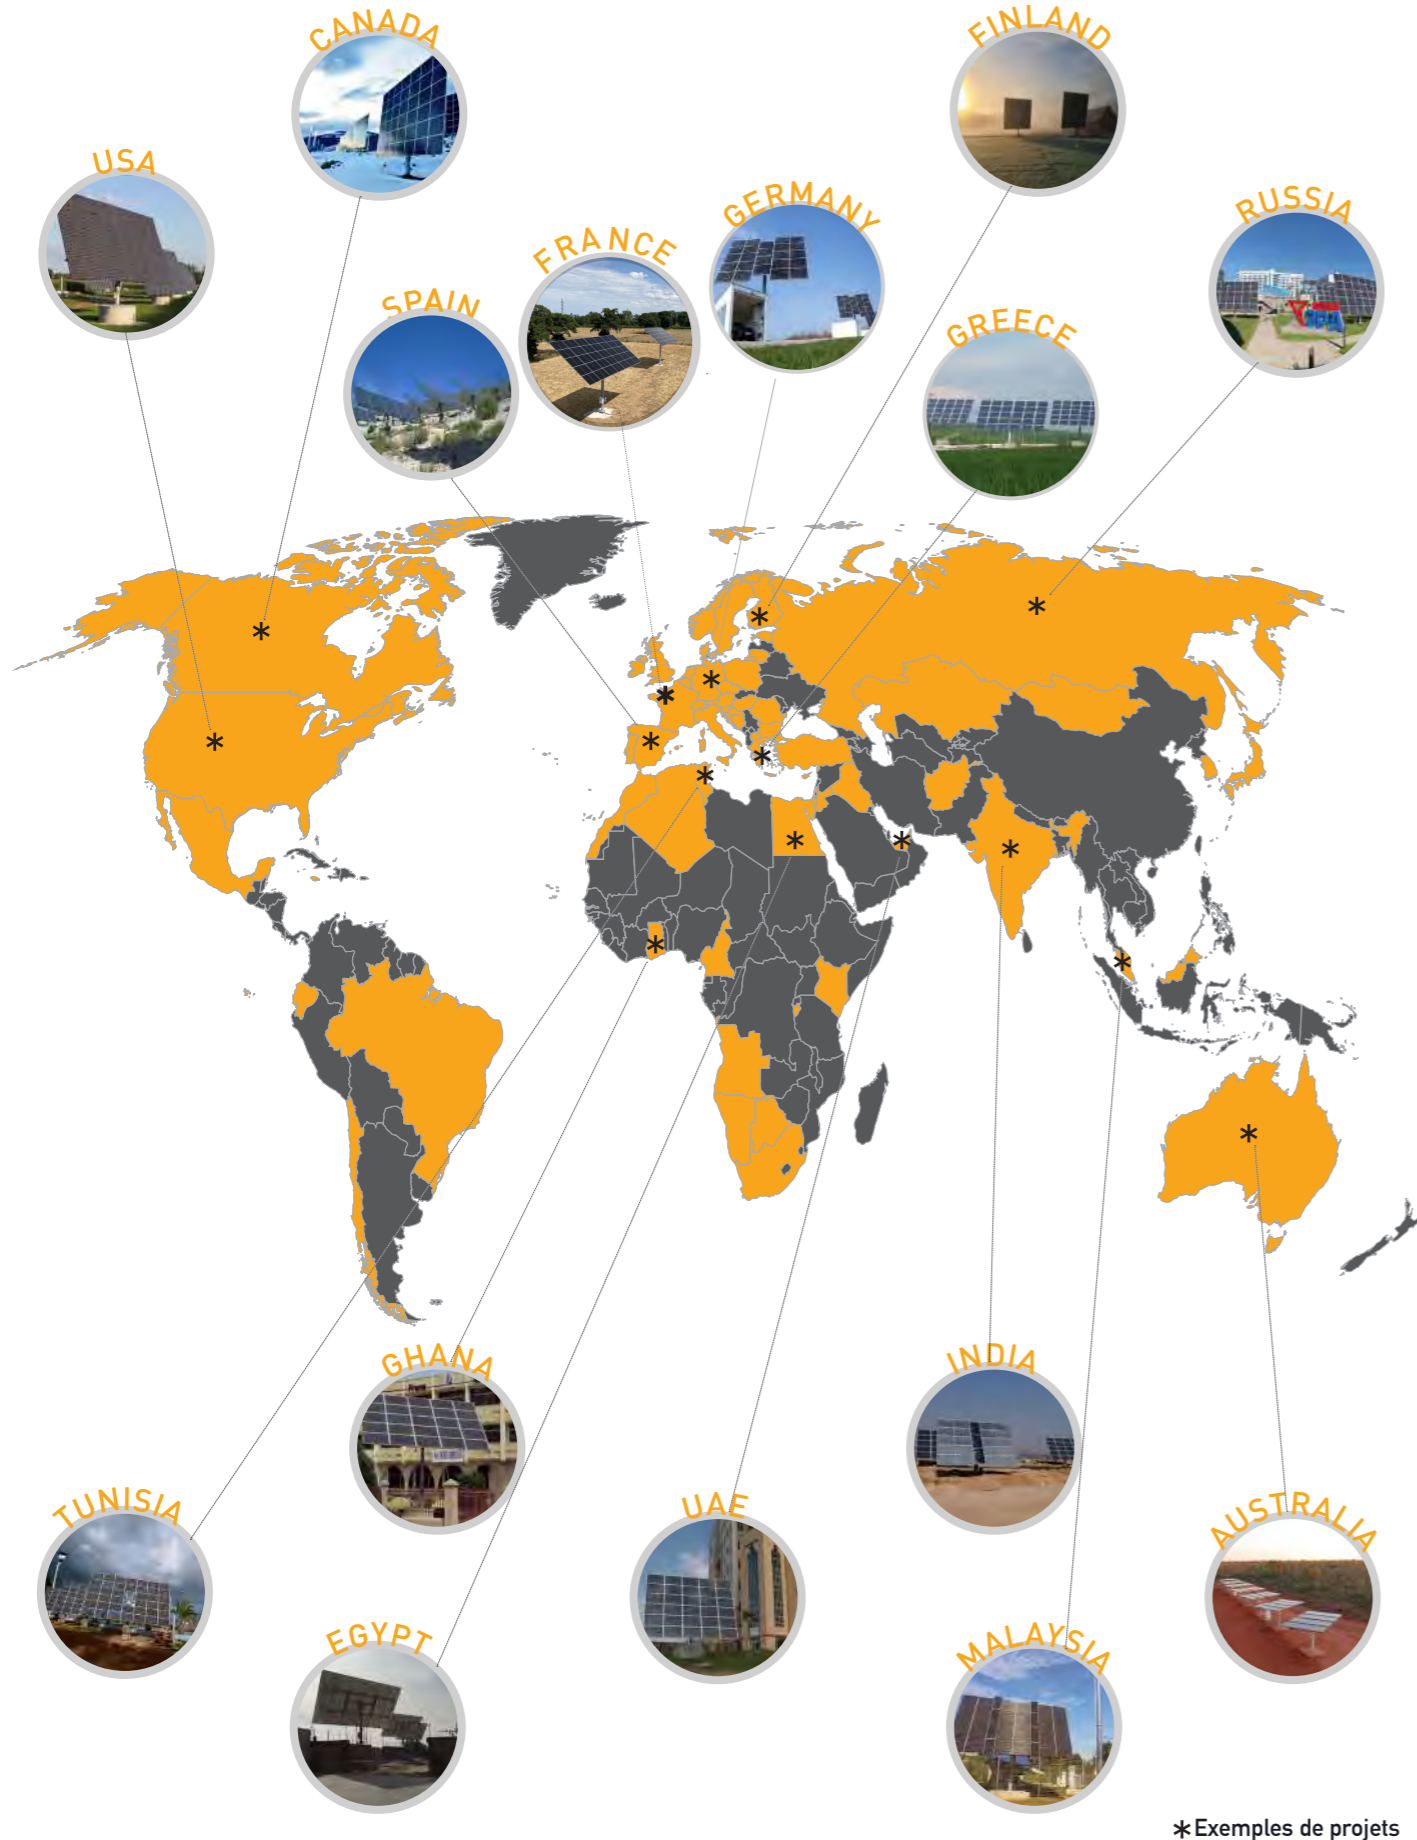 CANADA
FINLAND
USA
GERMANY
RUSSIA
FRANCE
SPAIN
GREECE
GHANA
INDIA
TUNISIA
UAE
AUSTRALIA
EGYPT
MALAYSIA
*Exemples de projets